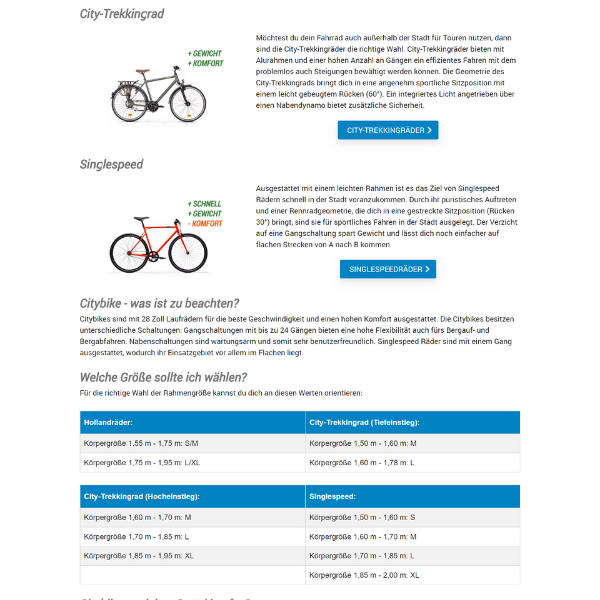 City-Trekkingrad
+ GEWICHT
+ KOMFORT
Möchtest du dein Fahrrad auch außerhalb der Stadt für Touren nutzen, dann
sind die City-Trekkingräder die richtige Wahl. City-Trekkingräder bieten mit
Alurahmen und einer hohen Anzahl an Gängen ein effizientes Fahren mit dem
problemlos auch Steigungen bewältigt werden können. Die Geometrie des
City-Trekkingrads bringt dich in eine angenehm sportliche Sitzposition mit
einem leicht gebeugtem Rücken (60°). Ein integriertes Licht angetrieben über
einen Nabendynamo bietet zusätzliche Sicherheit.
CITY-TREKKINGRÄDER
Singlespeed
+ SCHNELL
+ GEWICHT
- KOMFORT
Ausgestattet mit einem leichten Rahmen ist es das Ziel von Singlespeed
Rädern schnell in der Stadt voranzukommen. Durch ihr puristisches Auftreten
und einer Rennradgeometrie, die dich in eine gestreckte Sitzposition (Rücken
30°) bringt, sind sie für sportliches Fahren in der Stadt ausgelegt. Der Verzicht
auf eine Gangschaltung spart Gewicht und lässt dich noch einfacher auf
flachen Strecken von A nach B kommen.
SINGLESPEEDRÄDER
Citybike - was ist zu beachten?
Citybikes sind mit 28 Zoll Laufrädern für die beste Geschwindigkeit und einen hohen Komfort ausgestattet. Die Citybikes besitzen
unterschiedliche Schaltungen: Gangschaltungen mit bis zu 24 Gängen bieten eine hohe Flexibilität auch fürs Bergauf- und
Bergabfahren. Nabenschaltungen sind wartungsarm und somit sehr benutzerfreundlich. Singlespeed Räder sind mit einem Gang
ausgestattet, wodurch ihr Einsatzgebiet vor allem im Flachen liegt.
Welche Größe sollte ich wählen?
Für die richtige Wahl der Rahmengröße kannst du dich an diesen Werten orientieren:
Hollandräder: City-Trekkingrad (Tiefeinstieg):
Körpergröße 1,55 m - 1,75 m: S/M Körpergröße 1,50 m - 1,60 m: M
Körpergröße 1,75 m - 1,95 m: L/XL Körpergröße 1,60 m - 1,78 m: L
City-Trekkingrad (Hocheinstieg): Singlespeed:
Körpergröße 1,60 m - 1,70 m: M Körpergröße 1,50 m - 1,60 m: S
Körpergröße 1,70 m - 1,85 m: L Körpergröße 1,60 m - 1,70 m: M
Körpergröße 1,85 m - 1,95 m: XL Körpergröße 1,70 m - 1,85 m: L
Körpergröße 1,85 m - 2,00 m: XL